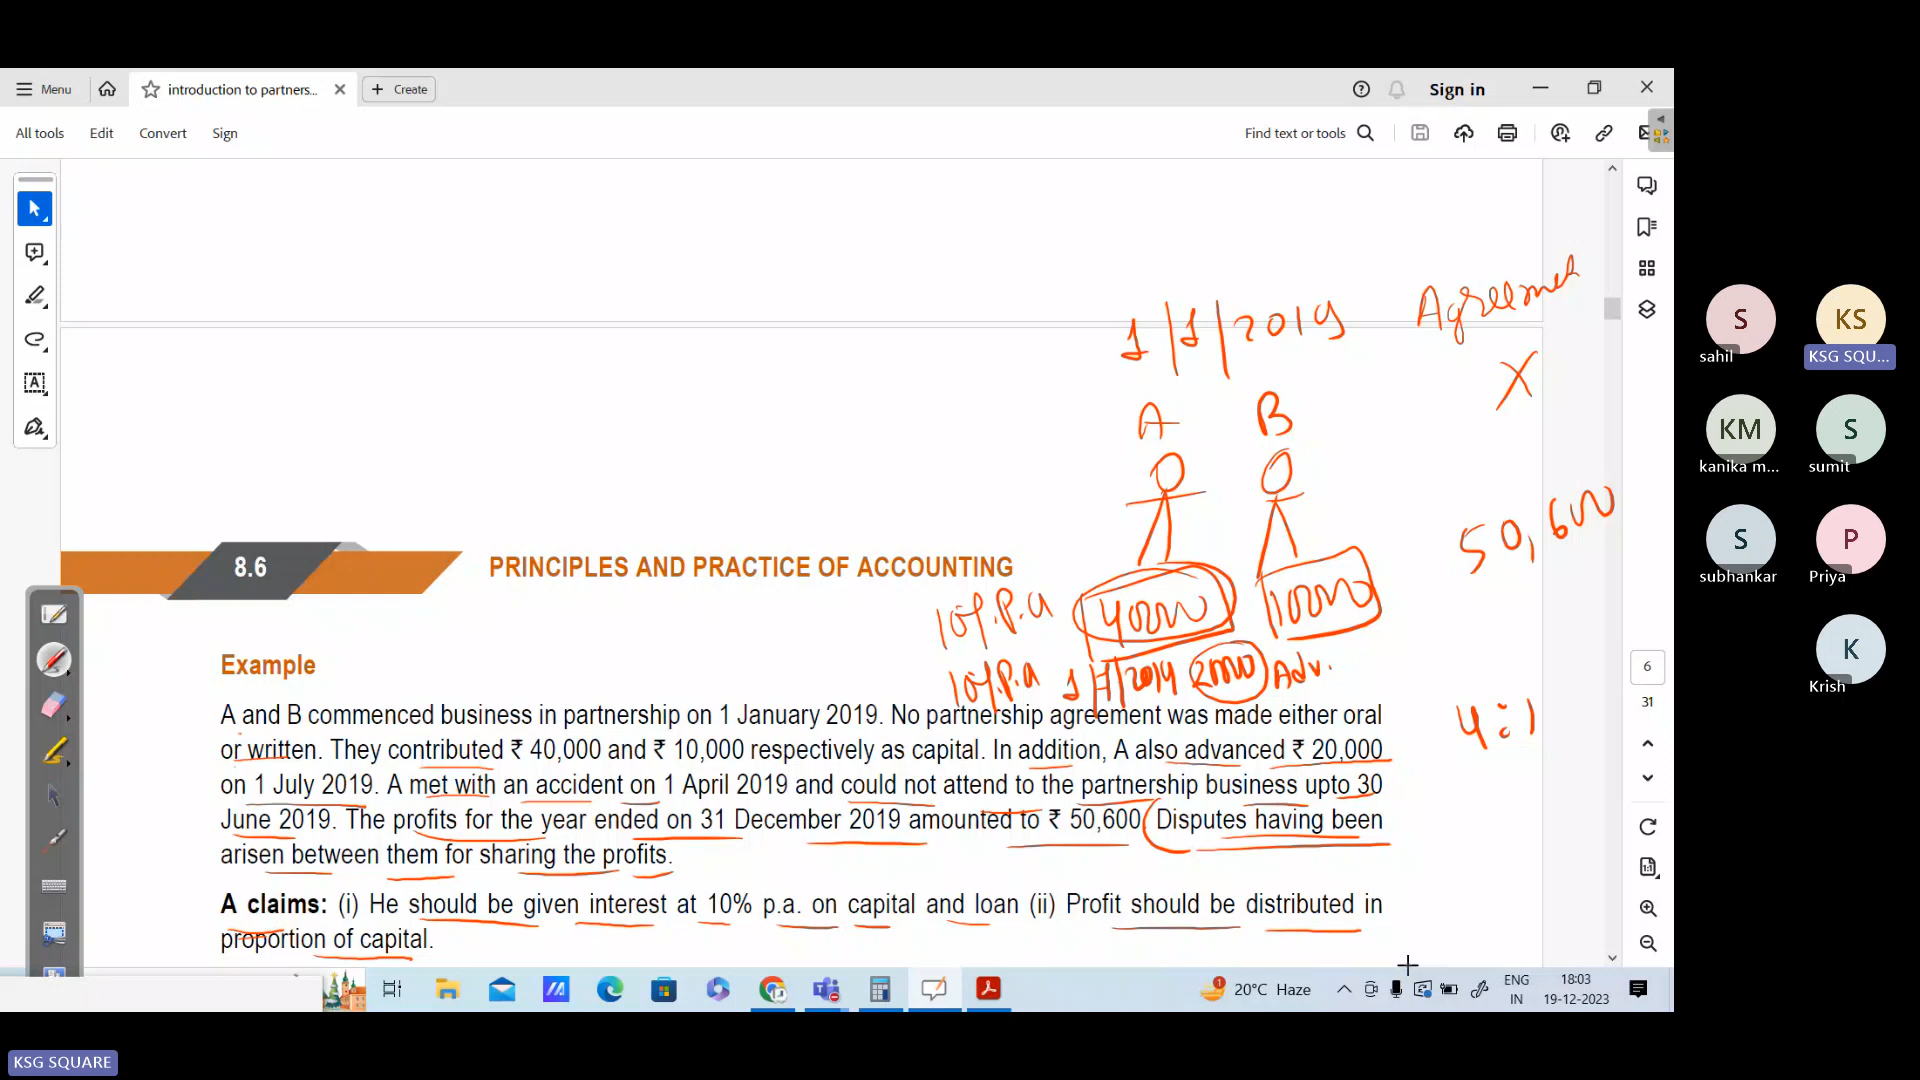 Menu
introduction to partners...
Create
Sign in
All tools
Edit
Convert
Sign
Find text or tools
1/1/2019
Agreemet
X
A
B
50,600
8.6
PRINCIPLES AND PRACTICE OF ACCOUNTING
10%.P.a
40000
10000
10%.P.a
1/7/2019
20000
Adv.
4:1
Example
A and B commenced business in partnership on 1 January 2019. No partnership agreement was made either oral
or written. They contributed ₹ 40,000 and ₹ 10,000 respectively as capital. In addition, A also advanced ₹ 20,000
on 1 July 2019. A met with an accident on 1 April 2019 and could not attend to the partnership business upto 30
June 2019. The profits for the year ended on 31 December 2019 amounted to ₹ 50,600. Disputes having been
arisen between them for sharing the profits.
A claims: (i) He should be given interest at 10% p.a. on capital and loan (ii) Profit should be distributed in
proportion of capital.
6
31
S
sahil
KS
KSG SQU...
KM
kanika m...
S
sumit
S
subhankar
P
Priya
K
Krish
1
20°C Haze
ENG
IN
18:03
19-12-2023
KSG SQUARE